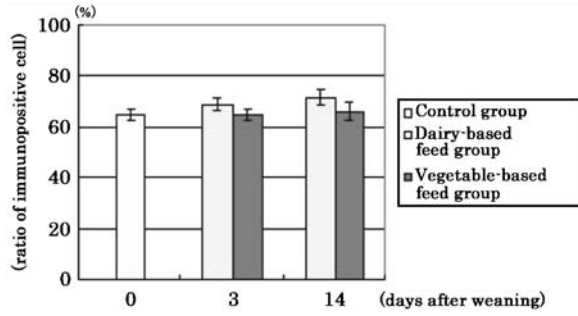 (%)
100
80
60
40
20
0
(ratio of immunopositive cell)
0 3 14 (days after weaning)
Control group
Dairy-based
feed group
Vegetable-based
feed group